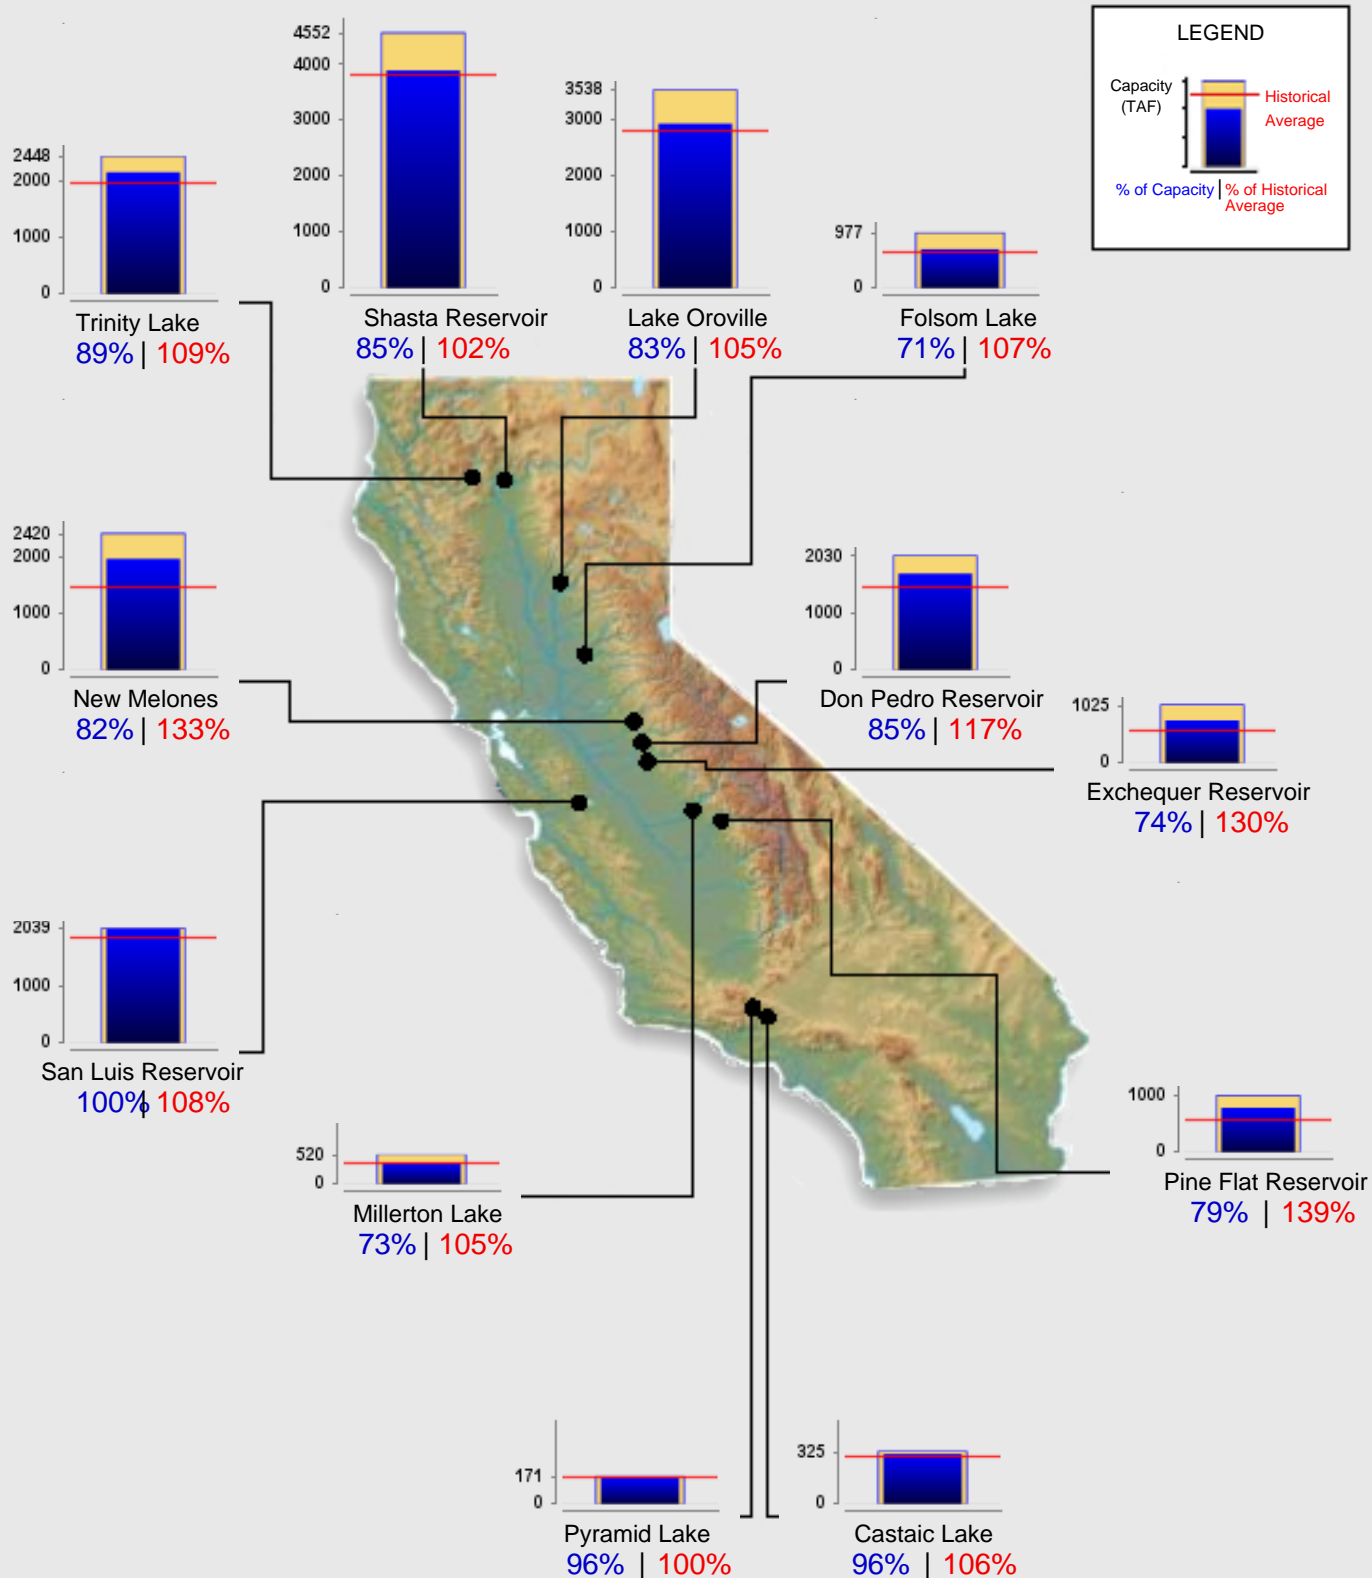 LEGEND
Capacity
(TAF)
Historical
Average
% of Capacity | % of Historical
Average
4552
4000
3000
2000
1000
0
Shasta Reservoir
85% | 102%
3538
3000
2000
1000
0
Lake Oroville
83% | 105%
2448
2000
1000
0
Trinity Lake
89% | 109%
977
0
Folsom Lake
71% | 107%
2420
2000
1000
0
New Melones
82% | 133%
2030
1000
0
Don Pedro Reservoir
85% | 117%
1025
0
Exchequer Reservoir
74% | 130%
2039
1000
0
San Luis Reservoir
100% | 108%
520
0
Millerton Lake
73% | 105%
1000
0
Pine Flat Reservoir
79% | 139%
171
0
Pyramid Lake
96% | 100%
325
0
Castaic Lake
96% | 106%